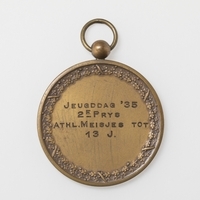 JEUGDDAG '35
2E PRYS
ATHL. MEISJES TOT
13 J.